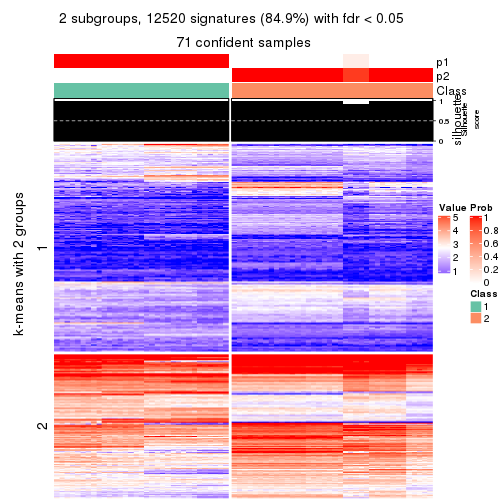 2 subgroups, 12520 signatures (84.9%) with fdr < 0.05
71 confident samples
p1
p2
Class
silhouette
Silhouette
score
1
0.5
0
k-means with 2 groups
1
2
Value
5
4
3
2
1
Prob
1
0.8
0.6
0.4
0.2
0
Class
1
2